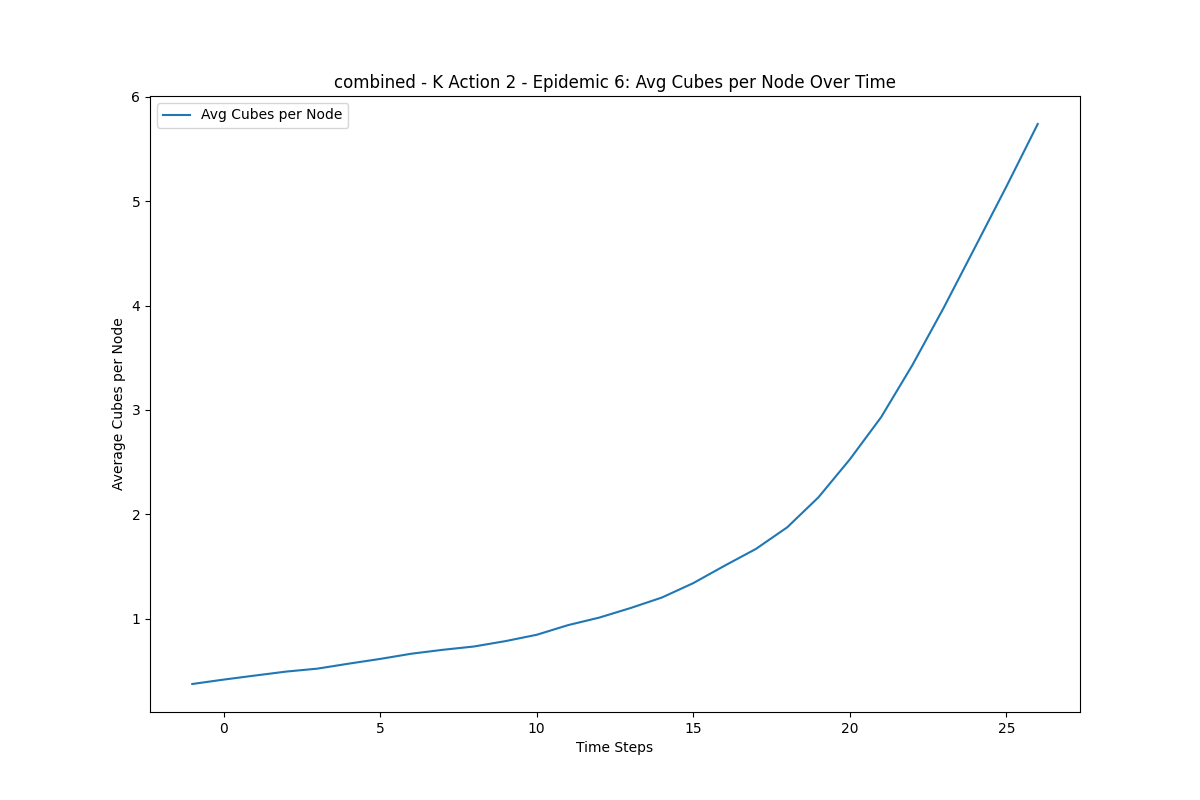 combined - K Action 2 - Epidemic 6: Avg Cubes per Node Over Time
Avg Cubes per Node
Average Cubes per Node
6
5
4
3
2
1
0 5 10 15 20 25
Time Steps